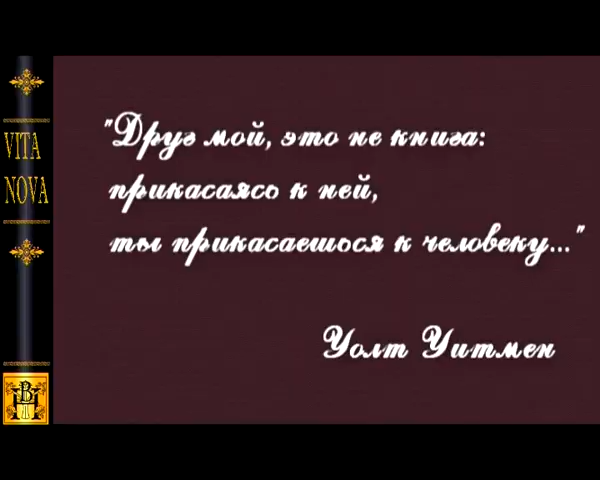 VITA
NOVA
"Друг мой, это не книга:
прикасаясь к ней,
ты прикасаешься к человеку..."
Уолт Уитмен